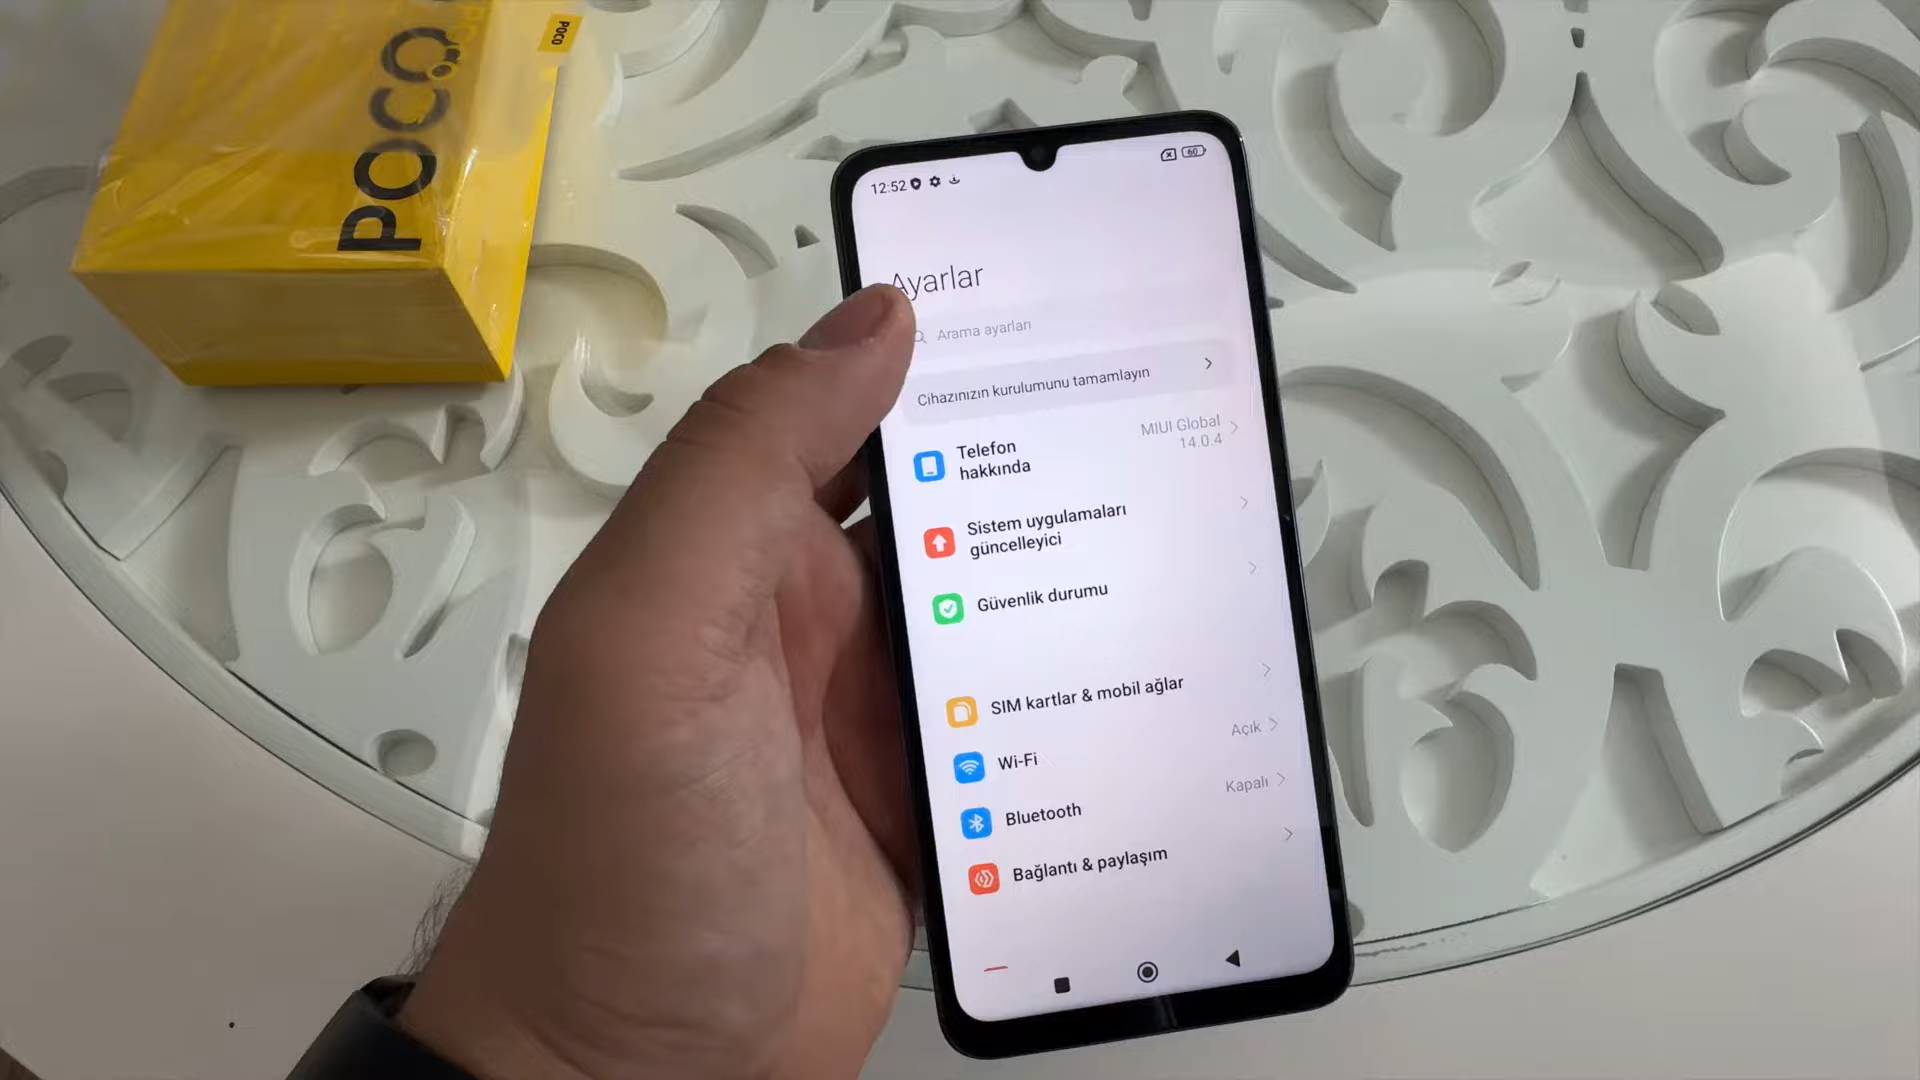 POCO
POCO
12:52
60
Ayarlar
Arama ayarları
Cihazınızın kurulumunu tamamlayın
Telefon
hakkında
MIUI Global
14.0.4
Sistem uygulamaları
güncelleyici
Güvenlik durumu
SIM kartlar & mobil ağlar
Wi-Fi
Açık
Bluetooth
Kapalı
Bağlantı & paylaşım